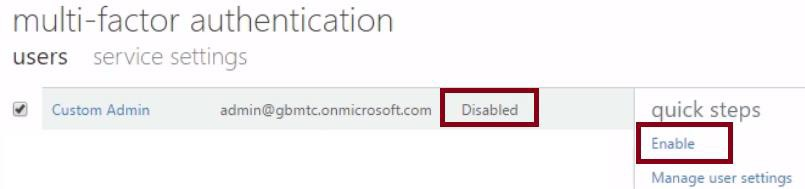 multi-factor authentication
users service settings
Custom Admin admin@gbmtc.onmicrosoft.com Disabled
quick steps
Enable
Manage user settings